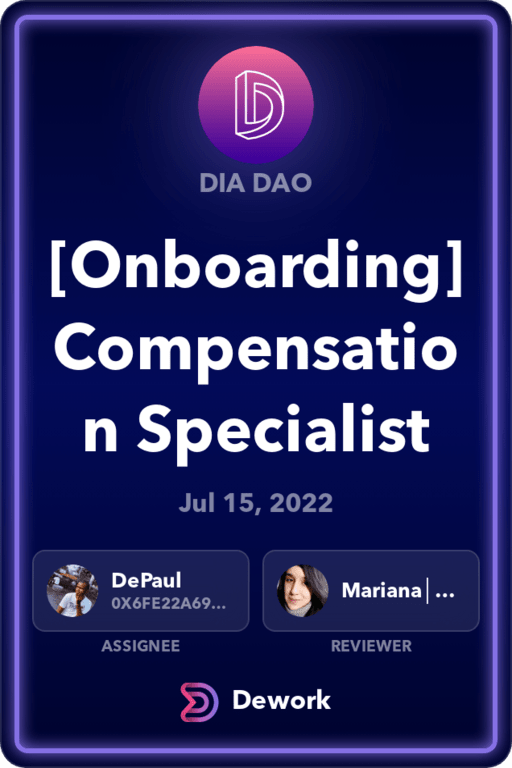 DIA DAO
[Onboarding]
Compensatio
n Specialist
Jul 15, 2022
DePaul
0X6FE22A69...
Mariana| ...
ASSIGNEE
REVIEWER
Dework